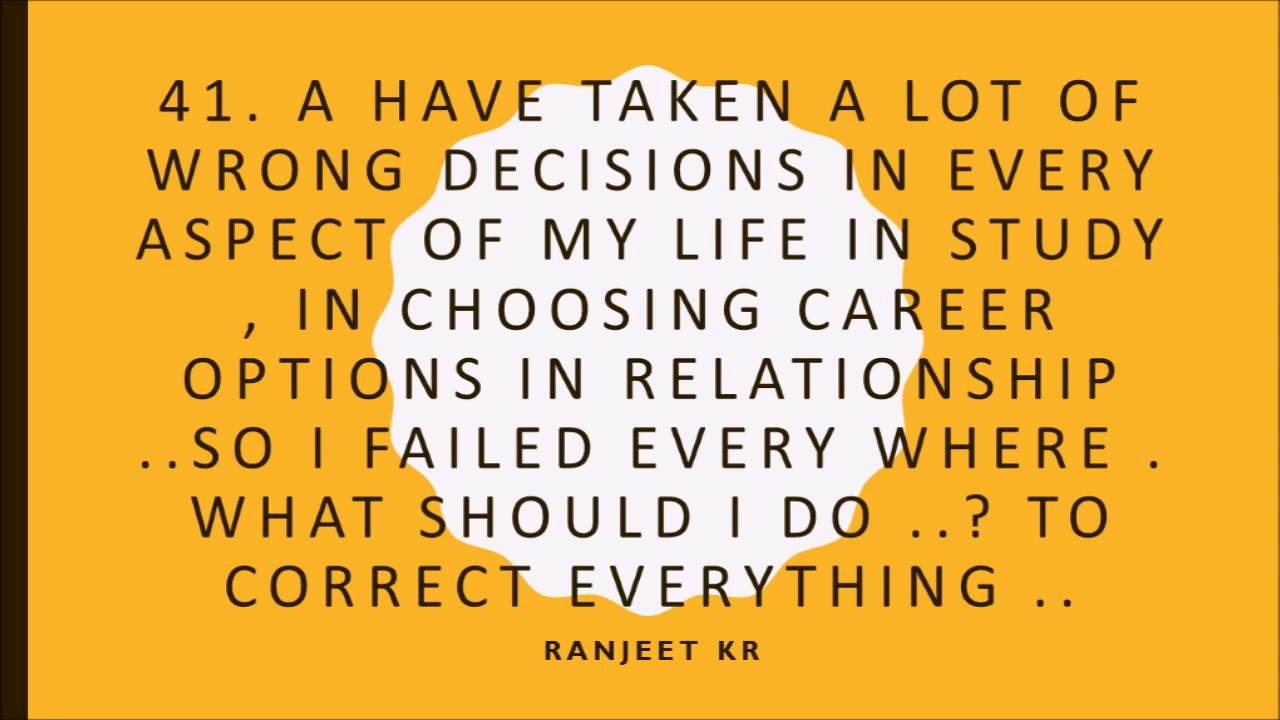 41. A HAVE TAKEN A LOT OF
WRONG DECISIONS IN EVERY
ASPECT OF MY LIFE IN STUDY
, IN CHOOSING CAREER
OPTIONS IN RELATIONSHIP
..SO I FAILED EVERY WHERE .
WHAT SHOULD I DO ..? TO
CORRECT EVERYTHING ..
RANJEET KR